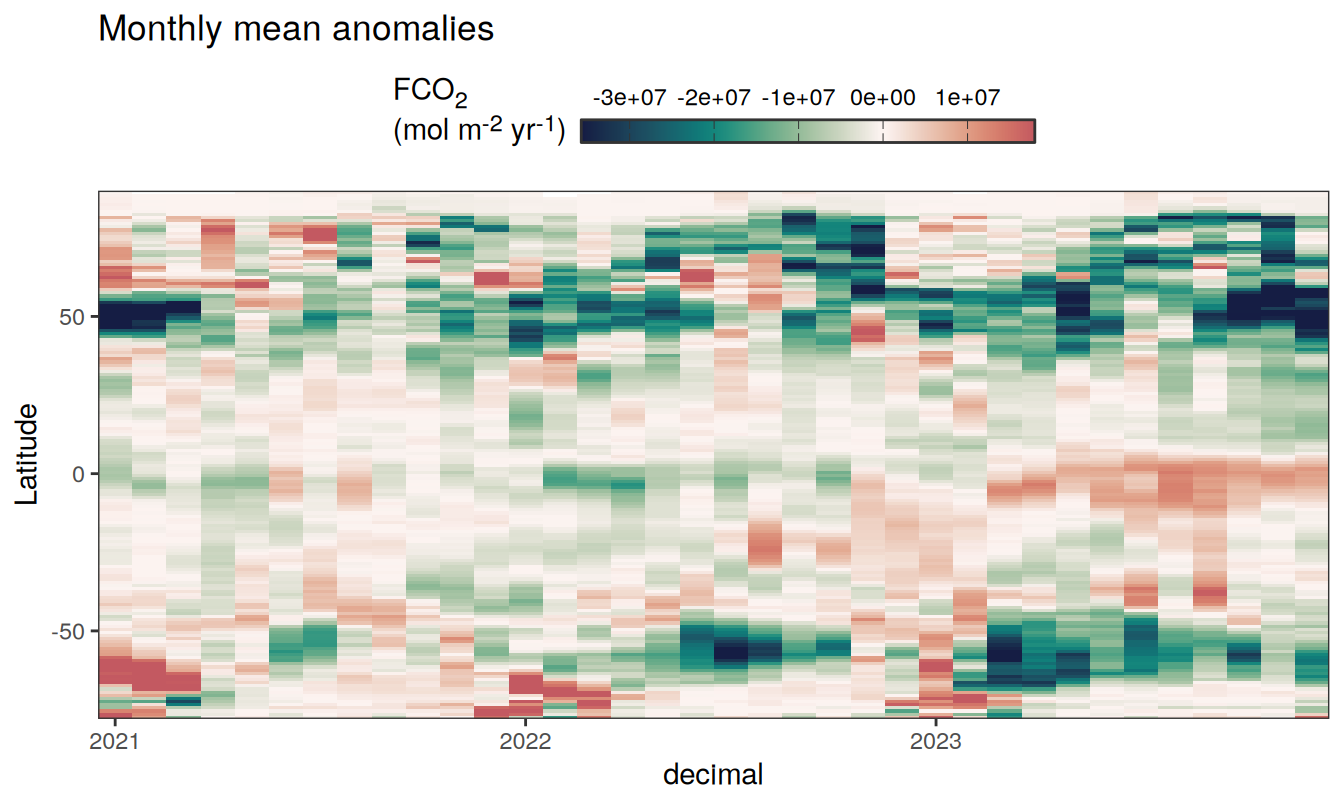 Monthly mean anomalies
FCO₂
(mol m⁻² yr⁻¹)
-3e+07 -2e+07 -1e+07 0e+00 1e+07
Latitude
50
0
-50
2021 2022 2023
decimal